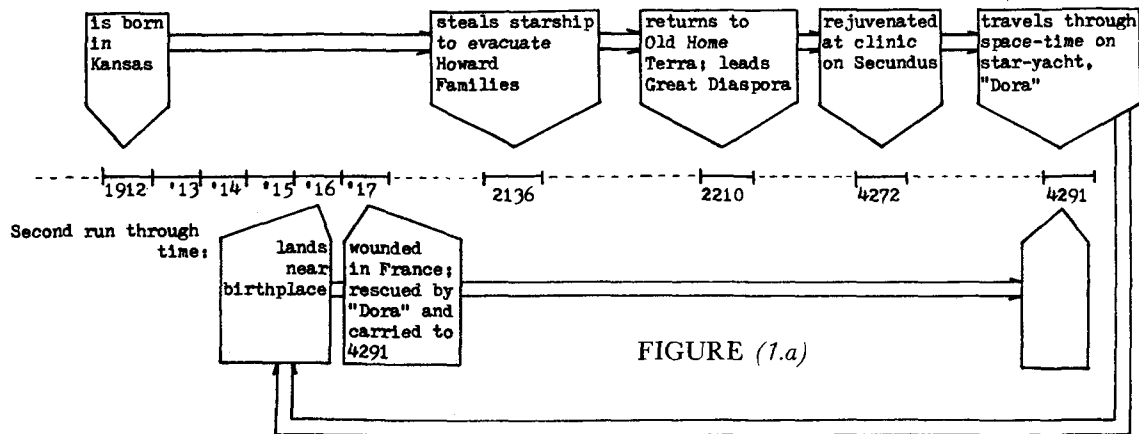 is born
in
Kansas
steals starship
to evacuate
Howard
Families
returns to
Old Home
Terra; leads
Great Diaspora
rejuvenated
at clinic
on Secundus
travels through
space-time on
star-yacht,
"Dora"
1912 '13 '14 '15 '16 '17 2136 2210 4272 4291
Second run through
time:
lands
near
birthplace
wounded
in France;
rescued by
"Dora" and
carried to
4291
FIGURE (1.a)